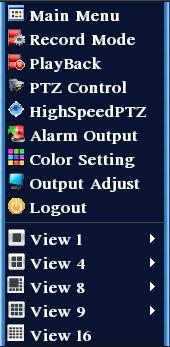 Main Menu
Record Mode
PlayBack
PTZ Control
HighSpeedPTZ
Alarm Output
Color Setting
Output Adjust
Logout
View 1
View 4
View 8
View 9
View 16